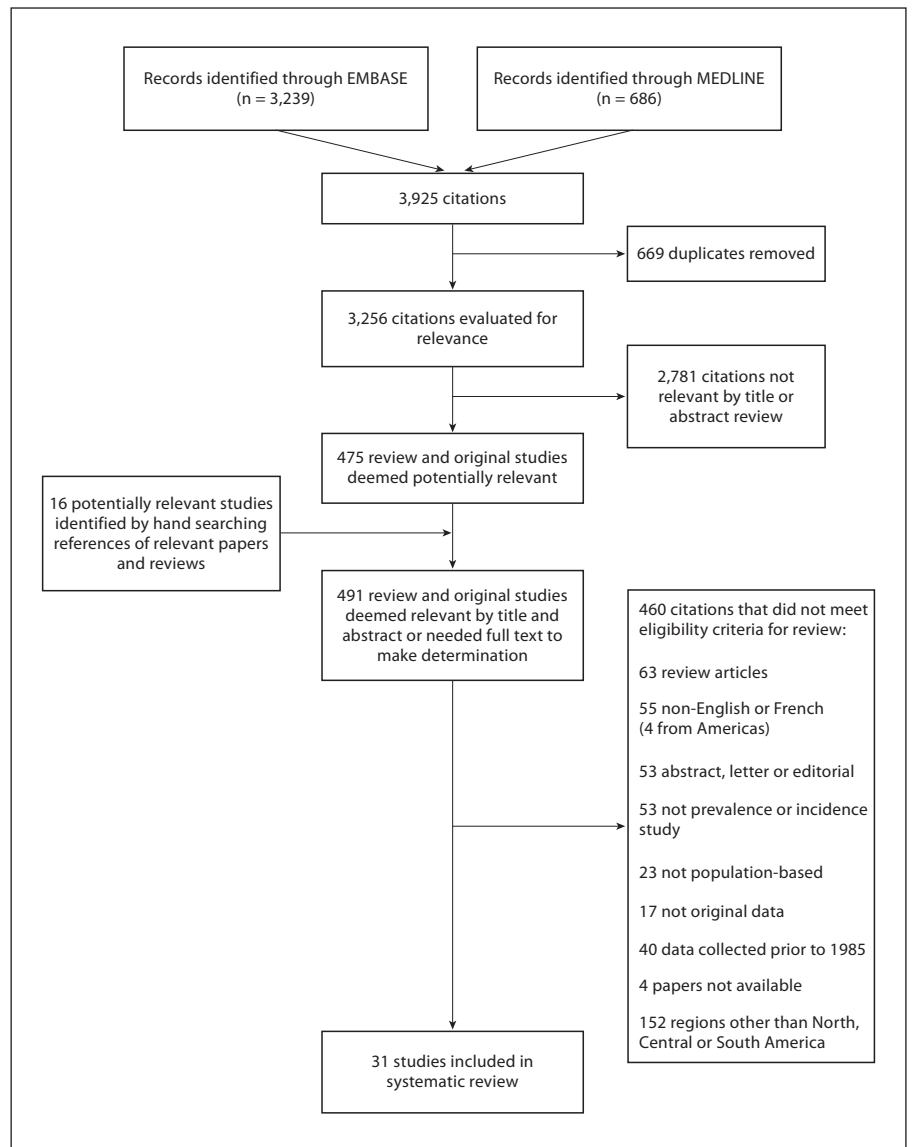 Records identified through EMBASE
(n = 3,239)
Records identified through MEDLINE
(n = 686)
3,925 citations
669 duplicates removed
3,256 citations evaluated for
relevance
2,781 citations not
relevant by title or
abstract review
475 review and original studies
deemed potentially relevant
16 potentially relevant studies
identified by hand searching
references of relevant papers
and reviews
491 review and original studies
deemed relevant by title and
abstract or needed full text to
make determination
460 citations that did not meet
eligibility criteria for review:
63 review articles
55 non-English or French
(4 from Americas)
53 abstract, letter or editorial
53 not prevalence or incidence
study
23 not population-based
17 not original data
40 data collected prior to 1985
4 papers not available
152 regions other than North,
Central or South America
31 studies included in
systematic review